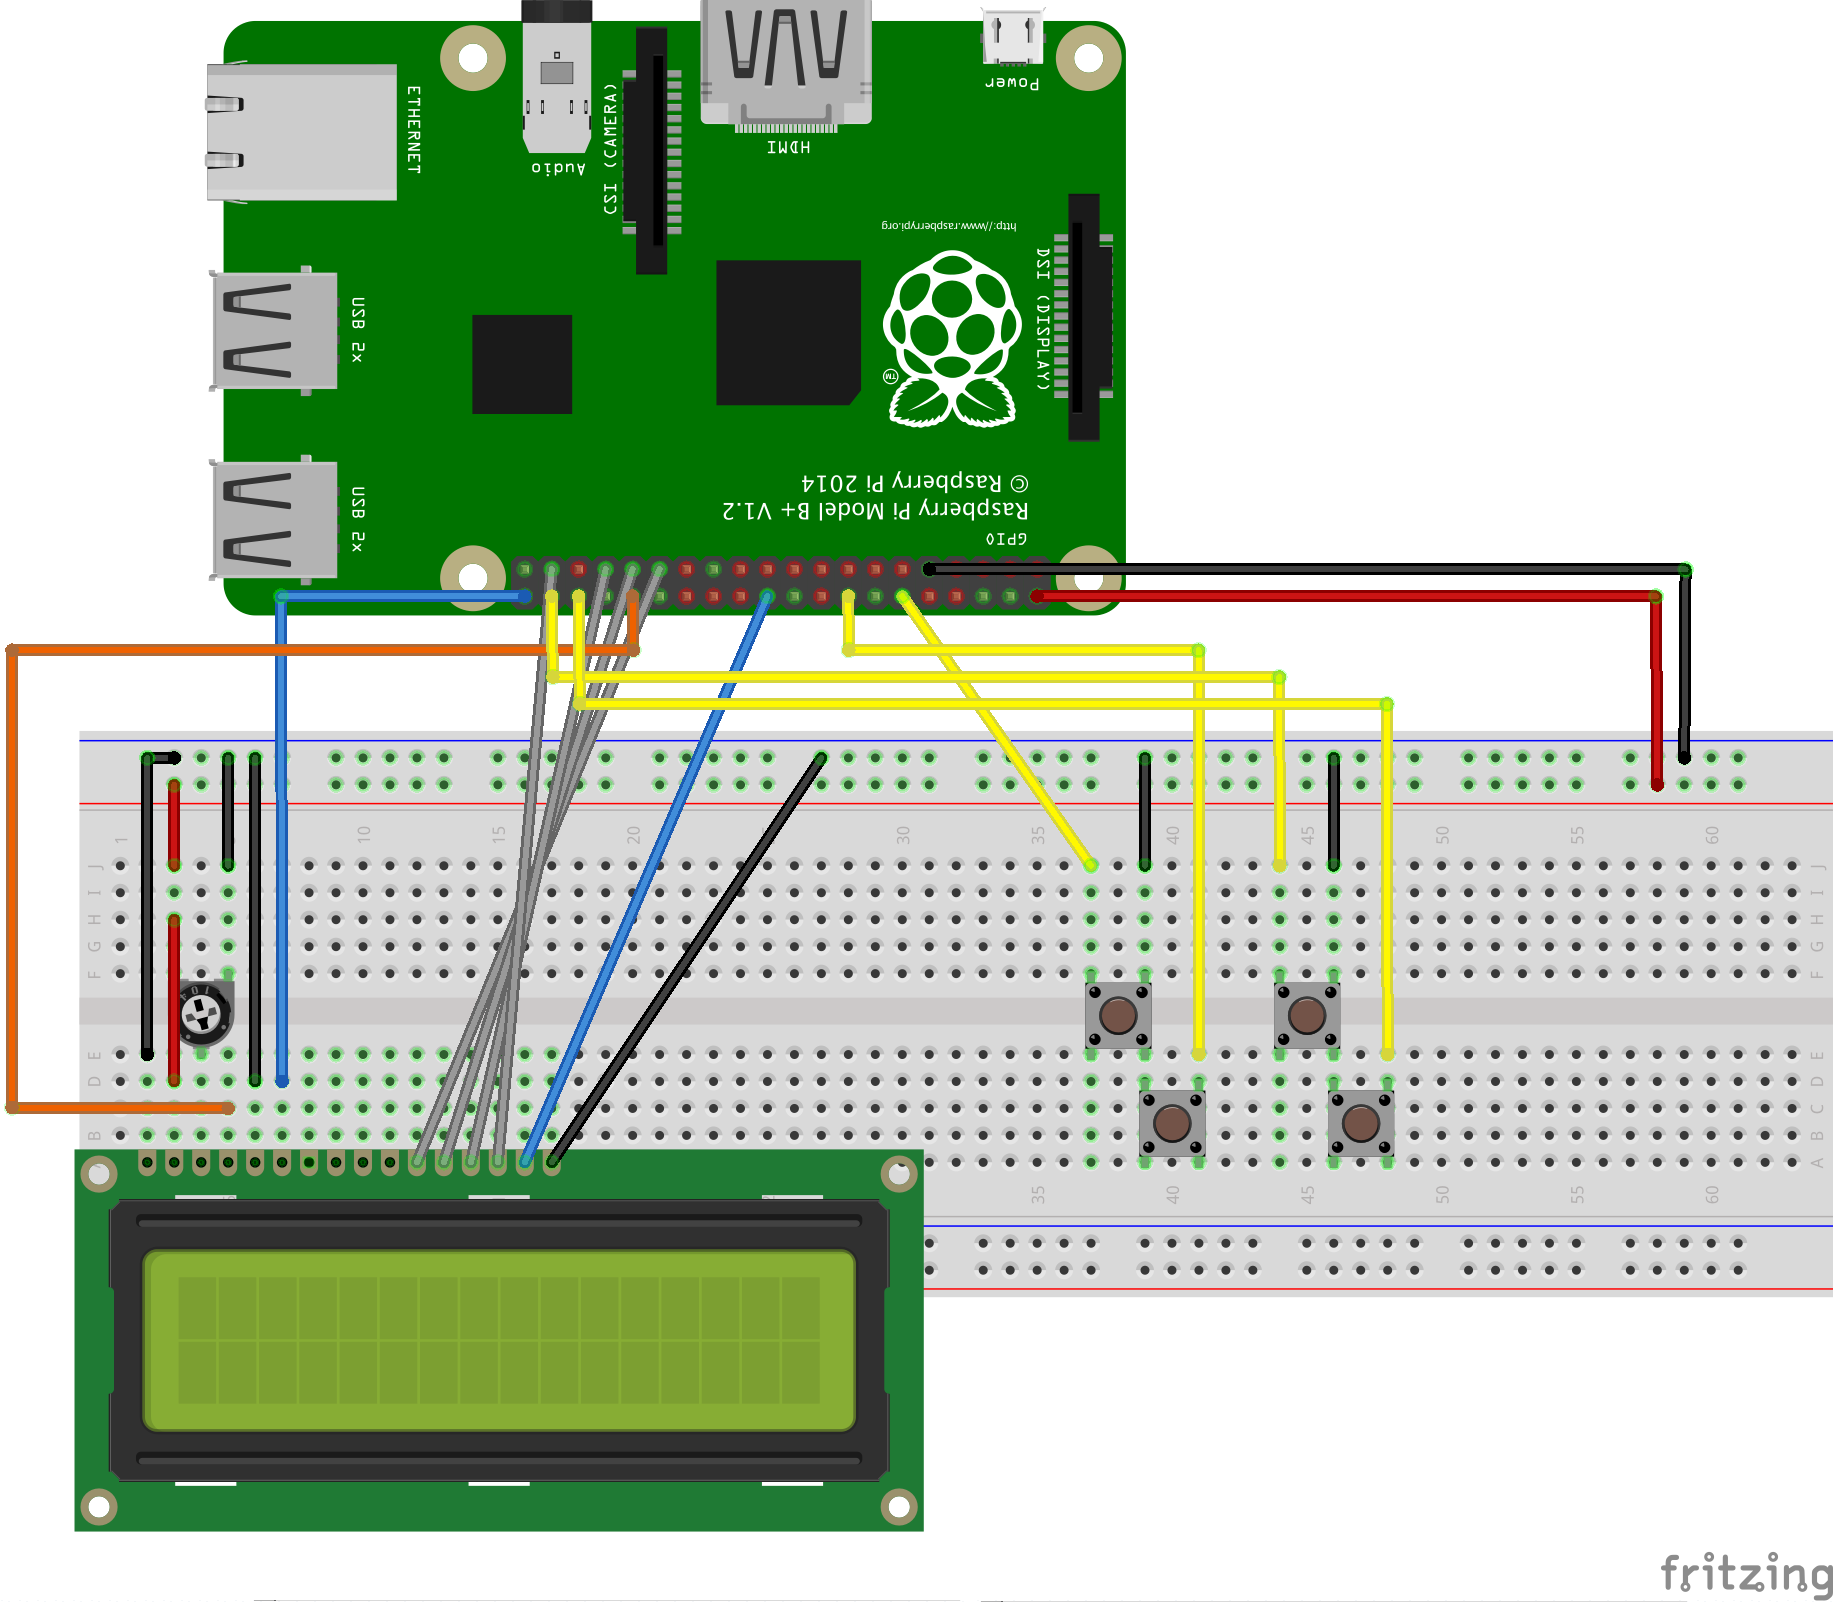 ETHERNET
Audio
CSI (CAMERA)
HDMI
Power
http://www.raspberrypi.org
TM
DSI (DISPLAY)
USB 2x
USB 2x
© Raspberry Pi 2014
Raspberry Pi Model B+ V1.2
GPIO
1 10 15 20 30 35 40 45 50 55 60
J J
I I
H H
G G
F F
E E
D D
C
B B
A
35 40 45 50 55 60
fritzing